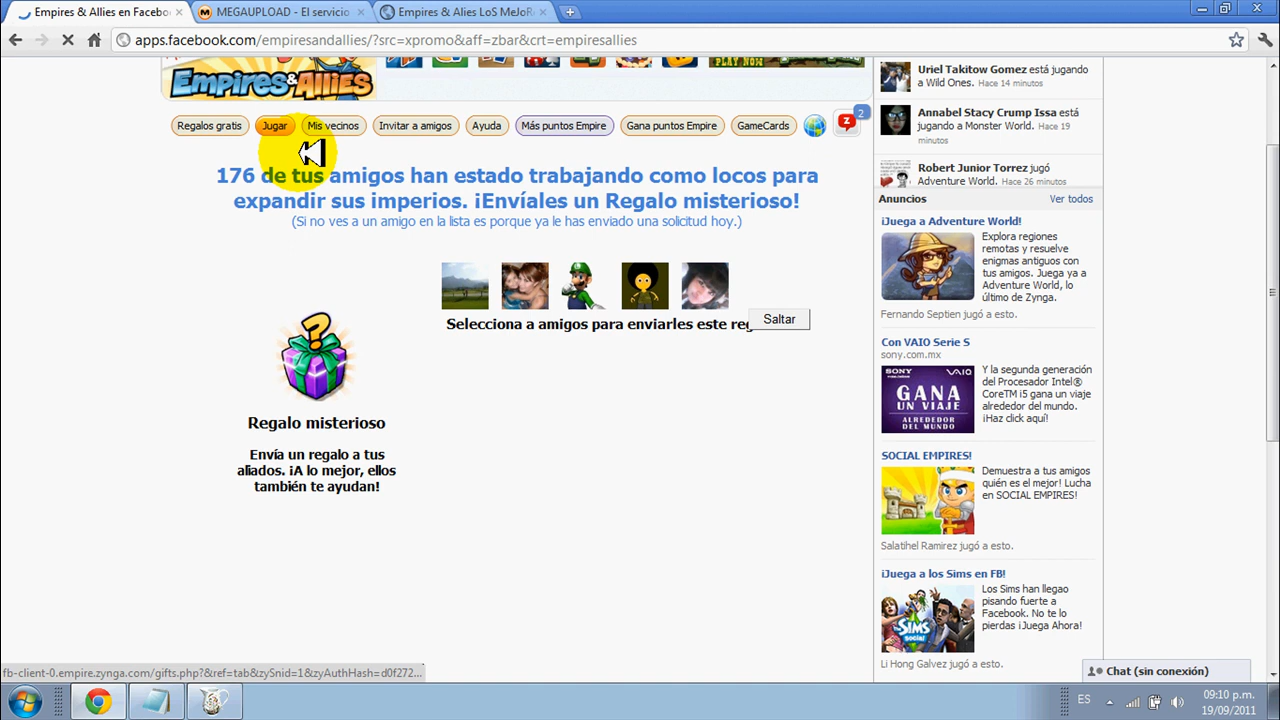 Empires & Allies en Facebo
MEGAUPLOAD - El servicio
Empires & Alies LoS MeJoR
apps.facebook.com/empiresandallies/?src=xpromo&aff=zbar&crt=empiresallies
Empires & Allies
PLAY NOW
Regalos gratis
Jugar
Mis vecinos
Invitar a amigos
Ayuda
Más puntos Empire
Gana puntos Empire
GameCards
Z
2
176 de tus amigos han estado trabajando como locos para
expandir sus imperios. ¡Envíales un Regalo misterioso!
(Si no ves a un amigo en la lista es porque ya le has enviado una solicitud hoy.)
Selecciona a amigos para enviarles este reg
Saltar
Regalo misterioso
Envía un regalo a tus
aliados. ¡A lo mejor, ellos
también te ayudan!
Uriel Takitow Gomez está jugando
a Wild Ones. Hace 14 minutos
Annabel Stacy Crump Issa está
jugando a Monster World. Hace 19
minutos
Robert Junior Torrez jugó
Adventure World. Hace 26 minutos
Anuncios
Ver todos
¡Juega a Adventure World!
Explora regiones
remotas y resuelve
enigmas antiguos con
tus amigos. Juega ya a
Adventure World, lo
último de Zynga.
Fernando Septien jugó a esto.
Con VAIO Serie S
sony.com.mx
SONY
VAIO
GANA
UN VIAJE
ALREDEDOR
DEL MUNDO
Y la segunda generación
del Procesador Intel®
CoreTM i5 gana un viaje
alrededor del mundo.
¡Haz click aquí!
SOCIAL EMPIRES!
Demuestra a tus amigos
quién es el mejor! Lucha
en SOCIAL EMPIRES!
Salatihel Ramirez jugó a esto.
¡Juega a los Sims en FB!
Los Sims han llegao
pisando fuerte a
Facebook. No te lo
pierdas ¡Juega Ahora!
THE SIMS
Social
Li Hong Galvez jugó a esto.
Chat (sin conexión)
fb-client-0.empire.zynga.com/gifts.php?&ref=tab&zySnid=1&zyAuthHash=d0f272...
ES
09:10 p.m.
19/09/2011